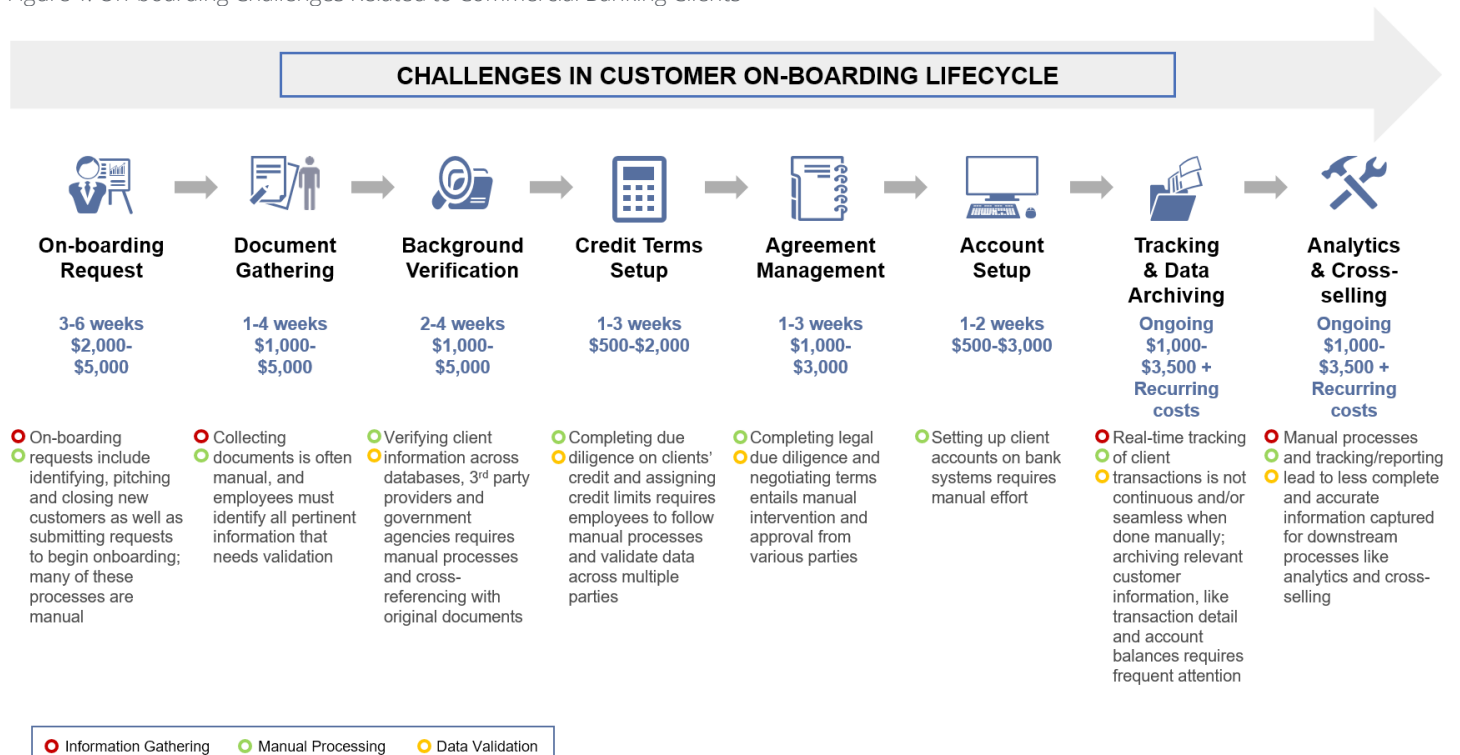 Figure 1: On-boarding Challenges Related to Commercial Banking Clients
CHALLENGES IN CUSTOMER ON-BOARDING LIFECYCLE
On-boarding
Request
3-6 weeks
$2,000-
$5,000
On-boarding
requests include
identifying, pitching
and closing new
customers as well as
submitting requests
to begin onboarding;
many of these
processes are
manual
Document
Gathering
1-4 weeks
$1,000-
$5,000
Collecting
documents is often
manual, and
employees must
identify all pertinent
information that
needs validation
Background
Verification
2-4 weeks
$1,000-
$5,000
Verifying client
information across
databases, 3rd party
providers and
government
agencies requires
manual processes
and cross-
referencing with
original documents
Credit Terms
Setup
1-3 weeks
$500-$2,000
Completing due
diligence on clients’
credit and assigning
credit limits requires
employees to follow
manual processes
and validate data
across multiple
parties
Agreement
Management
1-3 weeks
$1,000-
$3,000
Completing legal
due diligence and
negotiating terms
entails manual
intervention and
approval from
various parties
Account
Setup
1-2 weeks
$500-$3,000
Setting up client
accounts on bank
systems requires
manual effort
Tracking
& Data
Archiving
Ongoing
$1,000-
$3,500 +
Recurring
costs
Real-time tracking
of client
transactions is not
continuous and/or
seamless when
done manually;
archiving relevant
customer
information, like
transaction detail
and account
balances requires
frequent attention
Analytics
& Cross-
selling
Ongoing
$1,000-
$3,500 +
Recurring
costs
Manual processes
and tracking/reporting
lead to less complete
and accurate
information captured
for downstream
processes like
analytics and cross-
selling
Information Gathering
Manual Processing
Data Validation